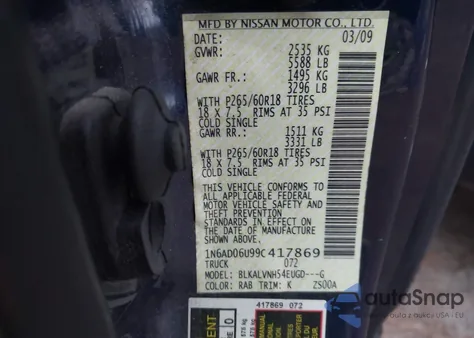 MFD BY NISSAN MOTOR CO., LTD.
DATE: 03/09
GVWR: 2535 KG
5588 LB
GAWR FR.: 1495 KG
3296 LB
WITH P265/60R18 TIRES
18 X 7.5 RIMS AT 35 PSI
COLD SINGLE
GAWR RR.: 1511 KG
3331 LB
WITH P265/60R18 TIRES
18 X 7.5 RIMS AT 35 PSI
COLD SINGLE
THIS VEHICLE CONFORMS TO
ALL APPLICABLE FEDERAL
MOTOR VEHICLE SAFETY AND
THEFT PREVENTION
STANDARDS IN EFFECT ON
THE DATE OF MANUFACTURE
SHOWN ABOVE.
1N6AD06U99C417869
TRUCK 072
MODEL: BLKALVNH54EUGD---G
COLOR: RAB TRIM: K ZS00A
417869 072
autoSnap